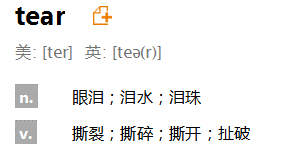 tear
美: [ter] 英: [teə(r)]
n. 眼泪；泪水；泪珠
v. 撕裂；撕碎；撕开；扯破